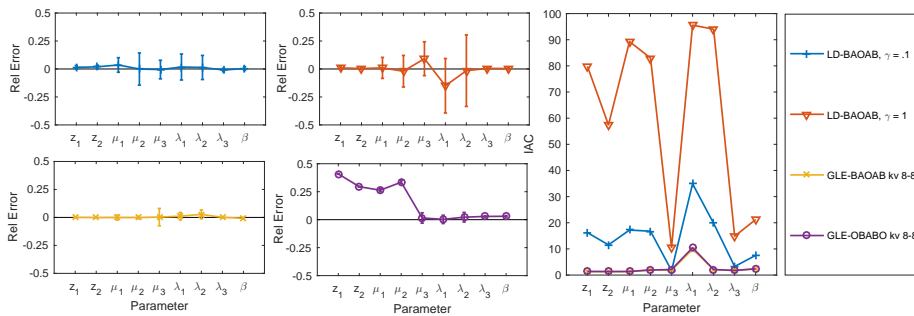 0.5
0.25
0
-0.25
-0.5
Rel Error
z1 z2 μ1 μ2 μ3 λ1 λ2 λ3 β
0.5
0.25
0
-0.25
-0.5
Rel Error
z1 z2 μ1 μ2 μ3 λ1 λ2 λ3 β
0.5
0.25
0
-0.25
-0.5
Rel Error
z1 z2 μ1 μ2 μ3 λ1 λ2 λ3 β
Parameter
0.5
0.25
0
-0.25
-0.5
Rel Error
z1 z2 μ1 μ2 μ3 λ1 λ2 λ3 β
Parameter
100
80
60
40
20
0
IAC
z1 z2 μ1 μ2 μ3 λ1 λ2 λ3 β
Parameter
LD-BAOAB, γ = .1
LD-BAOAB, γ = 1
GLE-BAOAB kv 8-8
GLE-OBABO kv 8-8